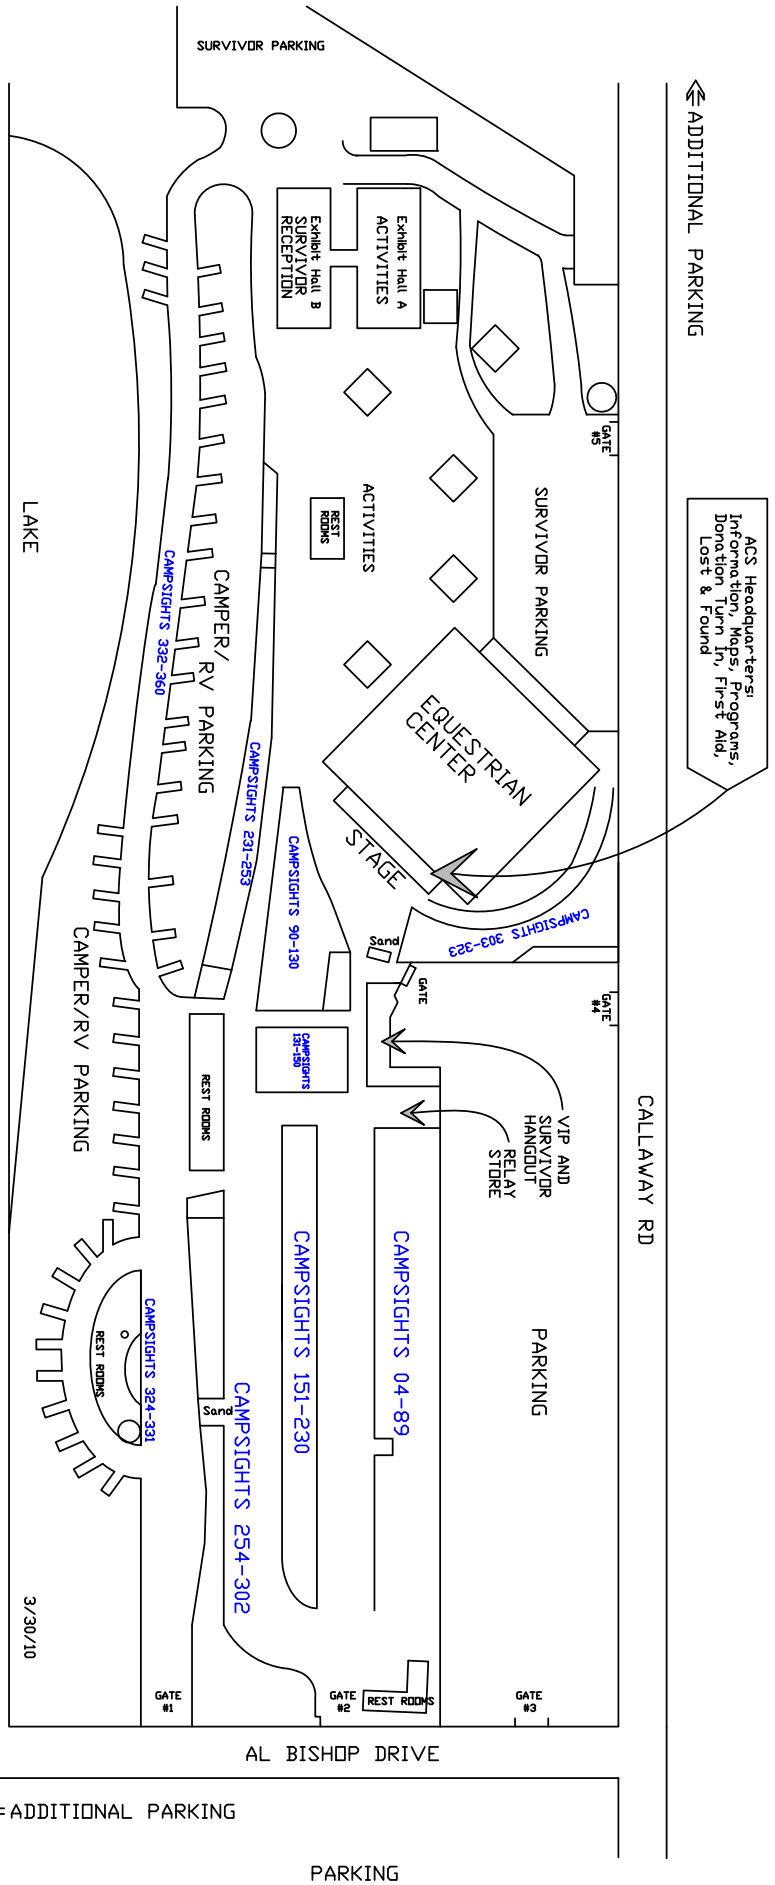 SURVIVOR PARKING
ADDITIONAL PARKING
Exhibit Hall A
ACTIVITIES
Exhibit Hall B
SURVIVOR
RECEPTION
GATE
#5
ACS Headquarters:
Information, Maps, Programs,
Donation Turn In, First Aid,
Lost & Found
SURVIVOR PARKING
ACTIVITIES
REST
ROOMS
LAKE
CAMPSIGHTS 332-360
CAMPER/
RV PARKING
EQUESTRIAN
CENTER
STAGE
CAMPSIGHTS 231-253
CAMPSIGHTS 90-130
CAMPSIGHTS 303-323
Sand
GATE
GATE
#4
CAMPER/RV PARKING
REST ROOMS
CAMPSIGHTS
131-150
VIP AND
SURVIVOR
HANGOUT
RELAY
STORE
CALLAWAY RD
CAMPSIGHTS 04-89
CAMPSIGHTS 151-230
PARKING
CAMPSIGHTS 324-331
REST ROOMS
Sand
CAMPSIGHTS 254-302
3/30/10
GATE
#1
GATE
#2
REST ROOMS
GATE
#3
AL BISHOP DRIVE
=ADDITIONAL PARKING
PARKING